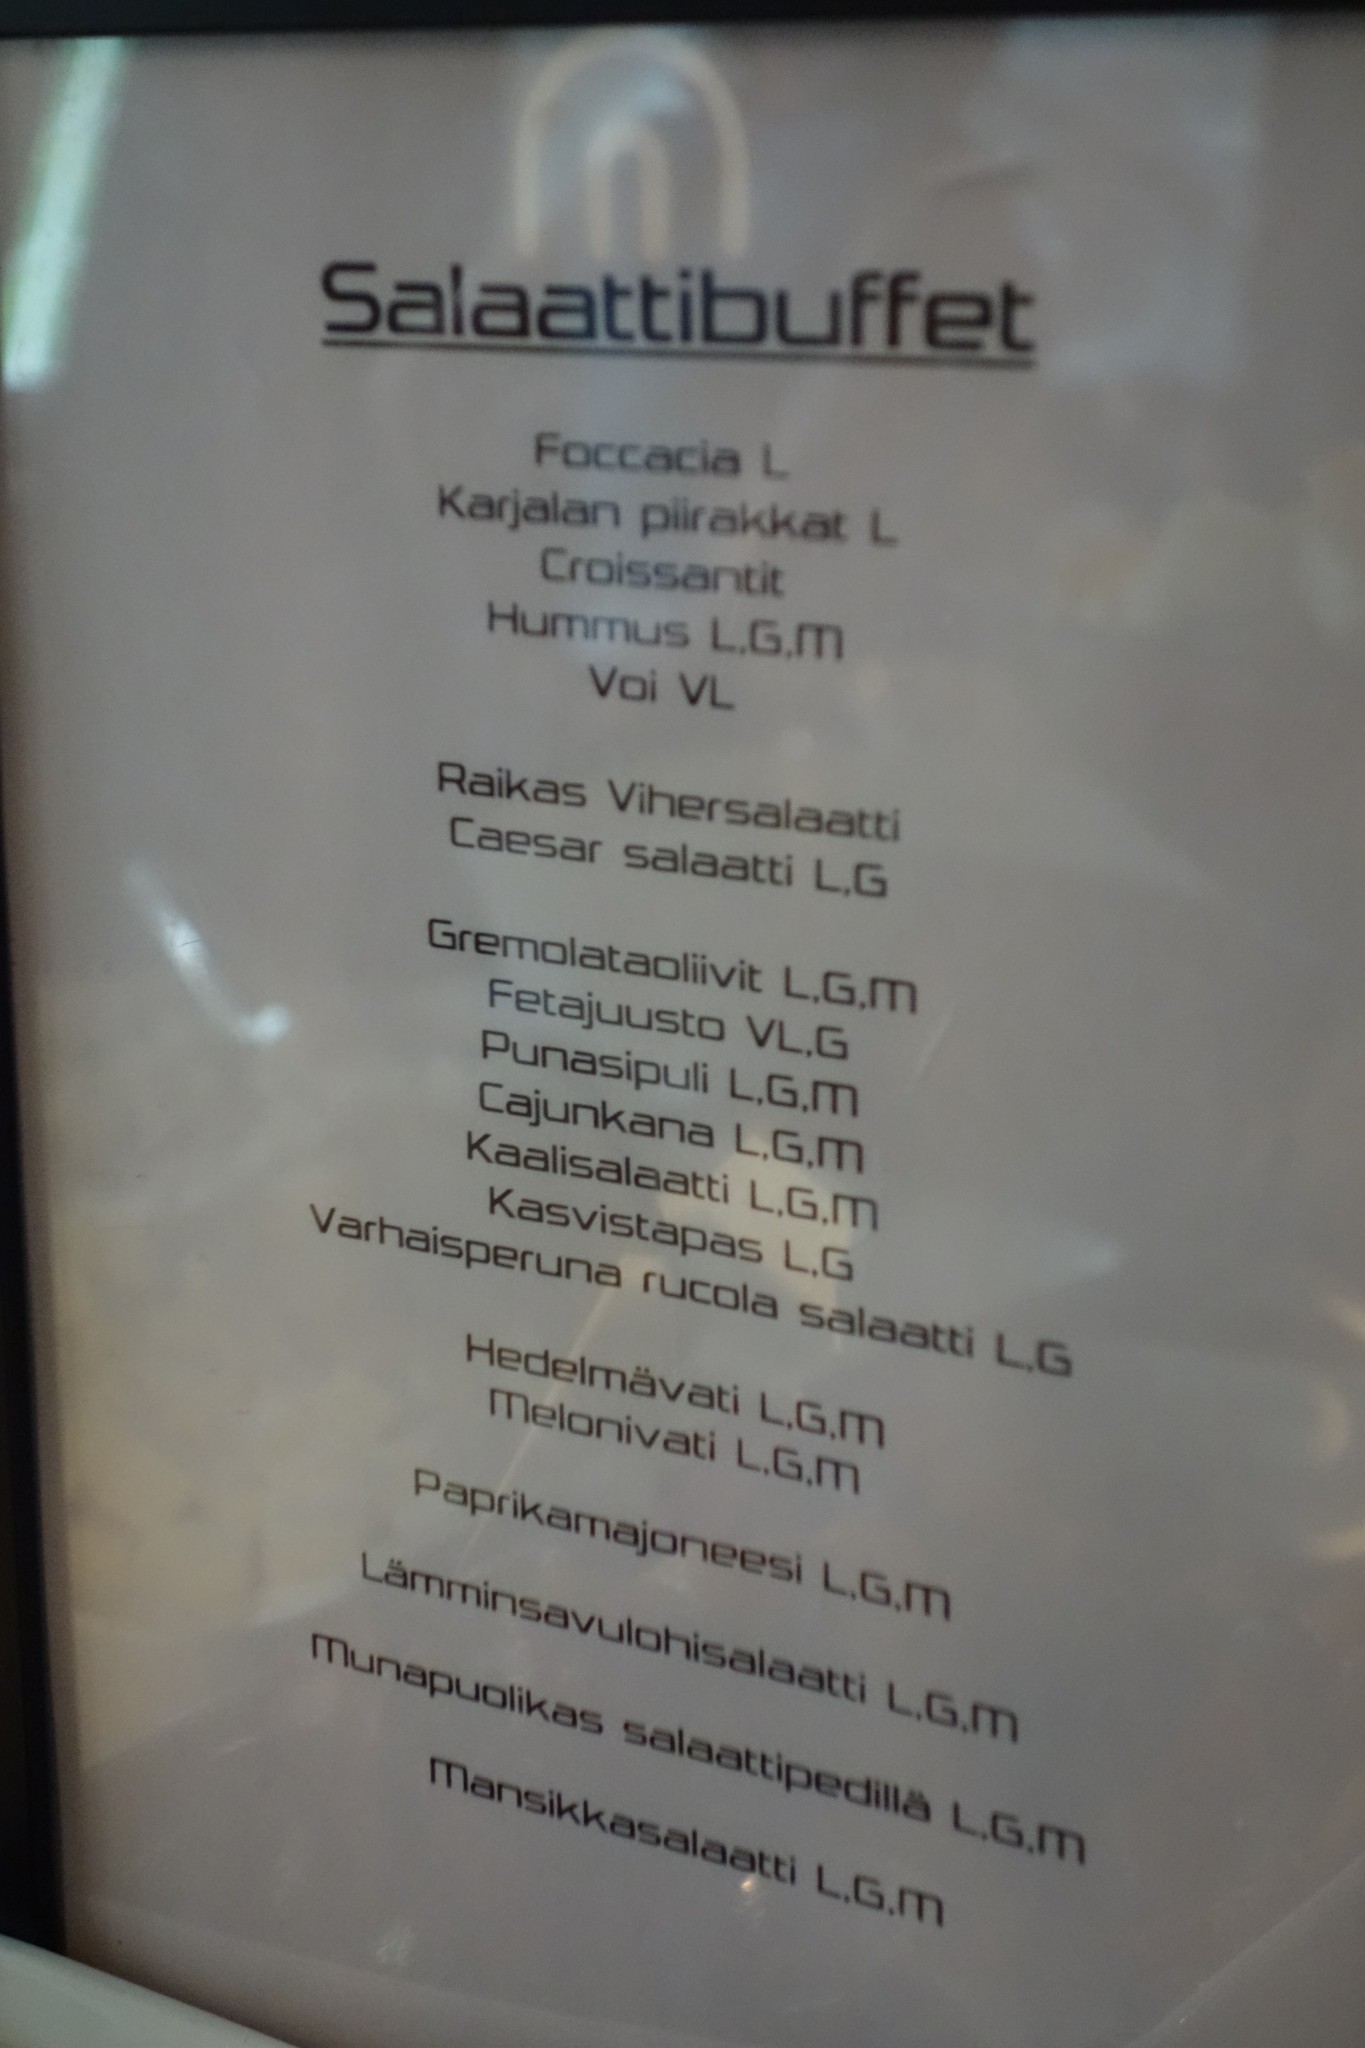 Salaattibuffet
Foccacia L
Karjalan piirakkat L
Croissantit
Hummus L,G,M
Voi VL
Raikas Vihersalaatti
Caesar salaatti L,G
Gremolataoliivit L,G,M
Fetajuusto VL,G
Punasipuli L,G,M
Cajunkana L,G,M
Kaalisalaatti L,G,M
Kasvistapas L,G
Varhaisperuna rucola salaatti L,G
Hedelmävati L,G,M
Melonivati L,G,M
Paprikamajoneesi L,G,M
Lämminsavulohisalaatti L,G,M
Munapuolikas salaattipedillä L,G,M
Mansikkasalaatti L,G,M